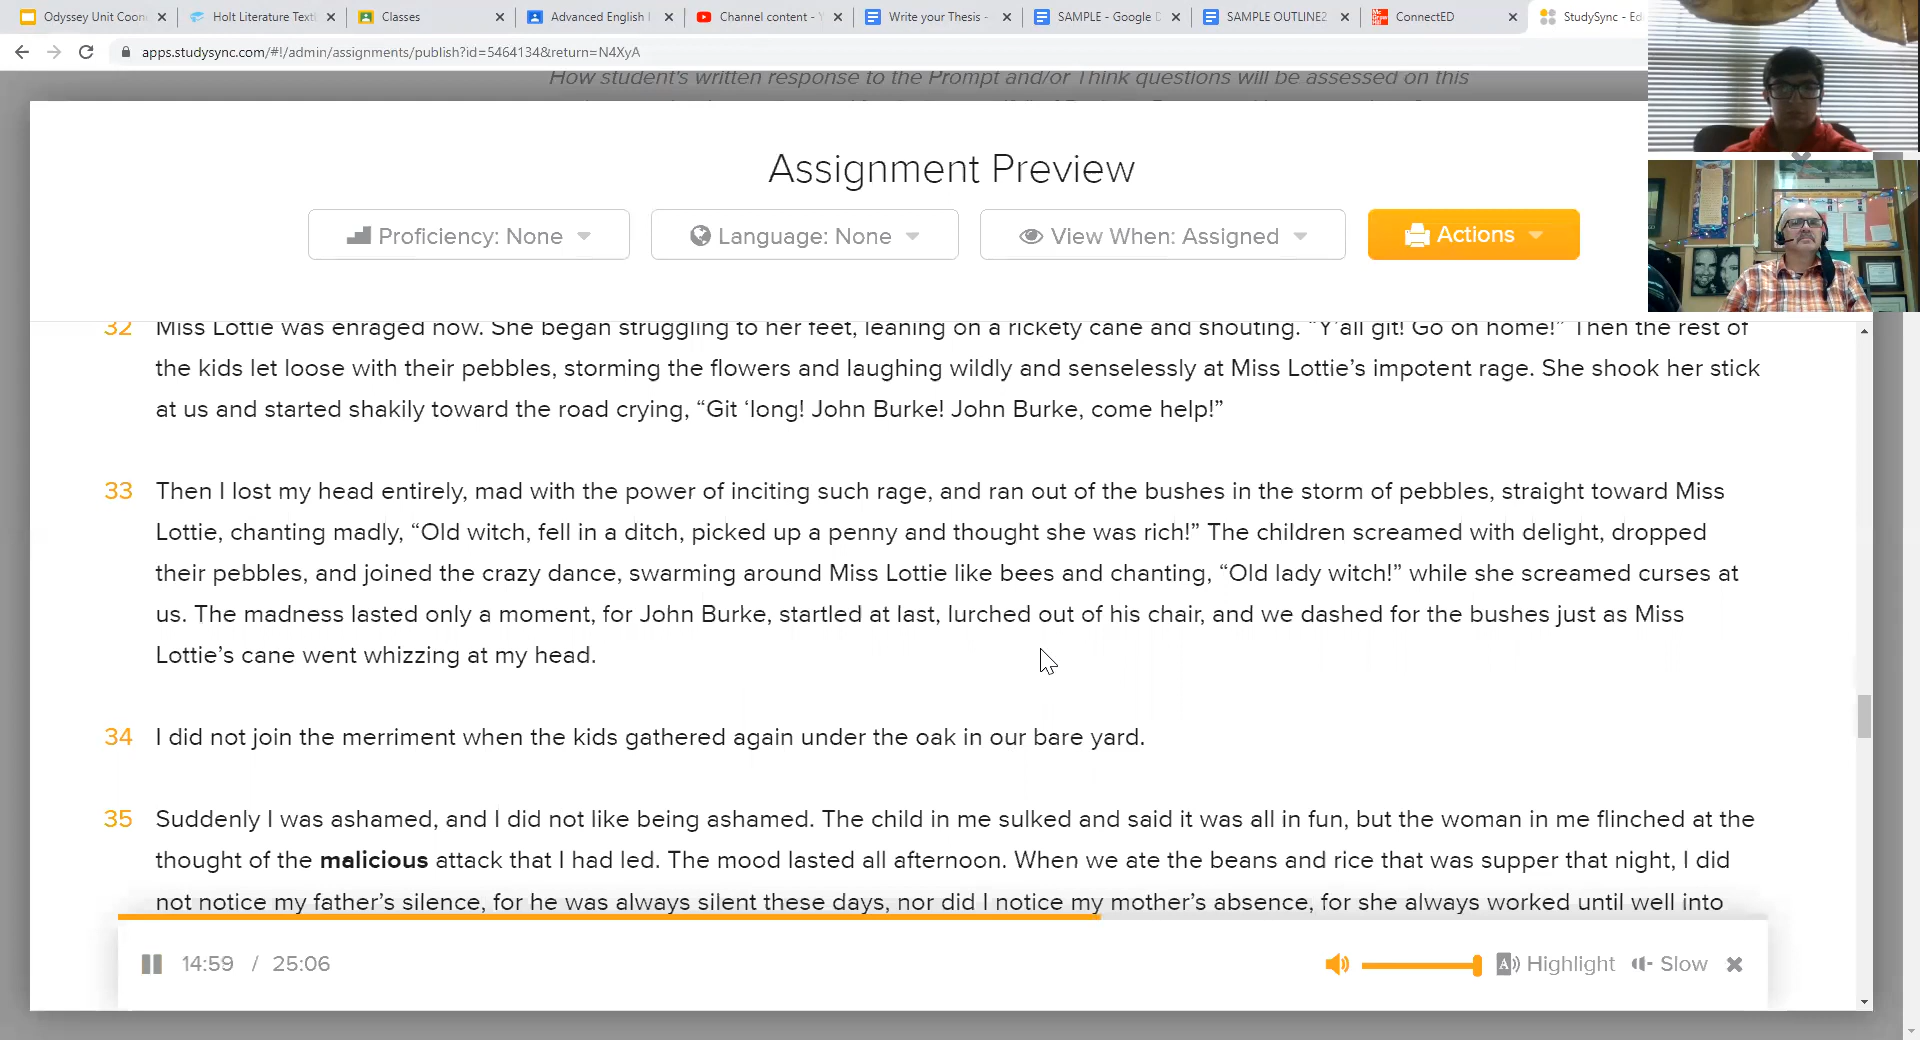 Odyssey Unit Coon
Holt Literature Text
Classes
Advanced English
Channel content -
Write your Thesis -
SAMPLE - Google D
SAMPLE OUTLINE2
ConnectED
StudySync - Ed
apps.studysync.com/#!/admin/assignments/publish?id=5464134&return=N4XyA
How student's written response to the Prompt and/or Think questions will be assessed on this
Assignment Preview
Proficiency: None
Language: None
View When: Assigned
Actions
32 Miss Lottie was enraged now. She began struggling to her feet, leaning on a rickety cane and shouting. “Y’all git! Go on home!” Then the rest of
the kids let loose with their pebbles, storming the flowers and laughing wildly and senselessly at Miss Lottie’s impotent rage. She shook her stick
at us and started shakily toward the road crying, “Git ‘long! John Burke! John Burke, come help!”
33 Then I lost my head entirely, mad with the power of inciting such rage, and ran out of the bushes in the storm of pebbles, straight toward Miss
Lottie, chanting madly, “Old witch, fell in a ditch, picked up a penny and thought she was rich!” The children screamed with delight, dropped
their pebbles, and joined the crazy dance, swarming around Miss Lottie like bees and chanting, “Old lady witch!” while she screamed curses at
us. The madness lasted only a moment, for John Burke, startled at last, lurched out of his chair, and we dashed for the bushes just as Miss
Lottie’s cane went whizzing at my head.
34 I did not join the merriment when the kids gathered again under the oak in our bare yard.
35 Suddenly I was ashamed, and I did not like being ashamed. The child in me sulked and said it was all in fun, but the woman in me flinched at the
thought of the malicious attack that I had led. The mood lasted all afternoon. When we ate the beans and rice that was supper that night, I did
not notice my father’s silence, for he was always silent these days, nor did I notice my mother’s absence, for she always worked until well into
14:59 / 25:06
Highlight
Slow